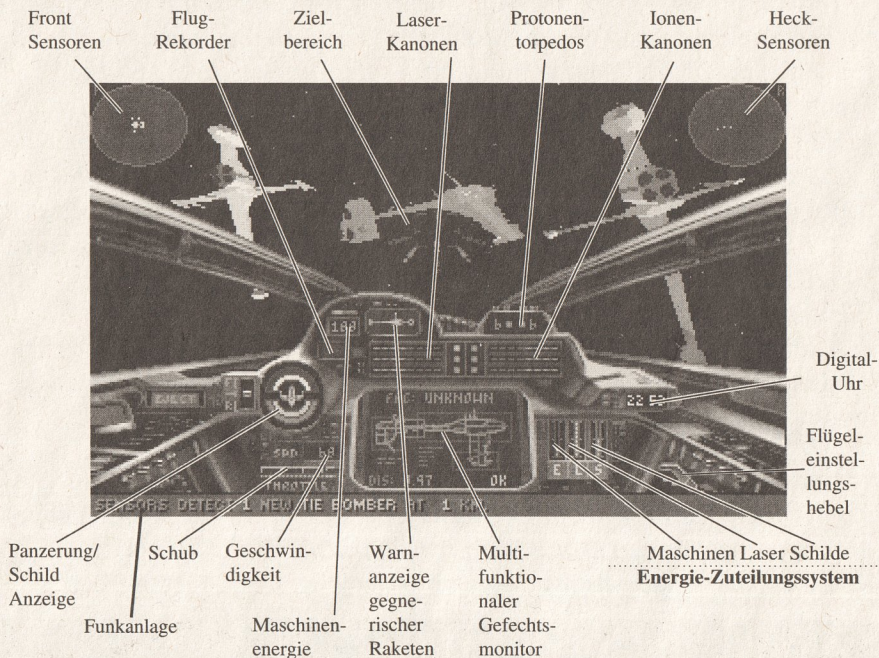 Front
Sensoren
Flug-
Rekorder
Ziel-
bereich
Laser-
Kanonen
Protonen-
torpedos
Ionen-
Kanonen
Heck-
Sensoren
Digital-
Uhr
Flügel-
einstel-
lungs-
hebel
EJECT
SPD 68
THROTTLE
FAC: UNKNOWN
OK
E L S
SENSORS DETECT 1 NEW TIE BOMBER AT 1 KM.
Panzerung/
Schild
Anzeige
Funkanlage
Schub
Geschwin-
digkeit
Maschinen-
energie
Warn-
anzeige
gegne-
rischer
Raketen
Multi-
funktio-
naler
Gefechts-
monitor
Maschinen Laser Schilde
Energie-Zuteilungssystem